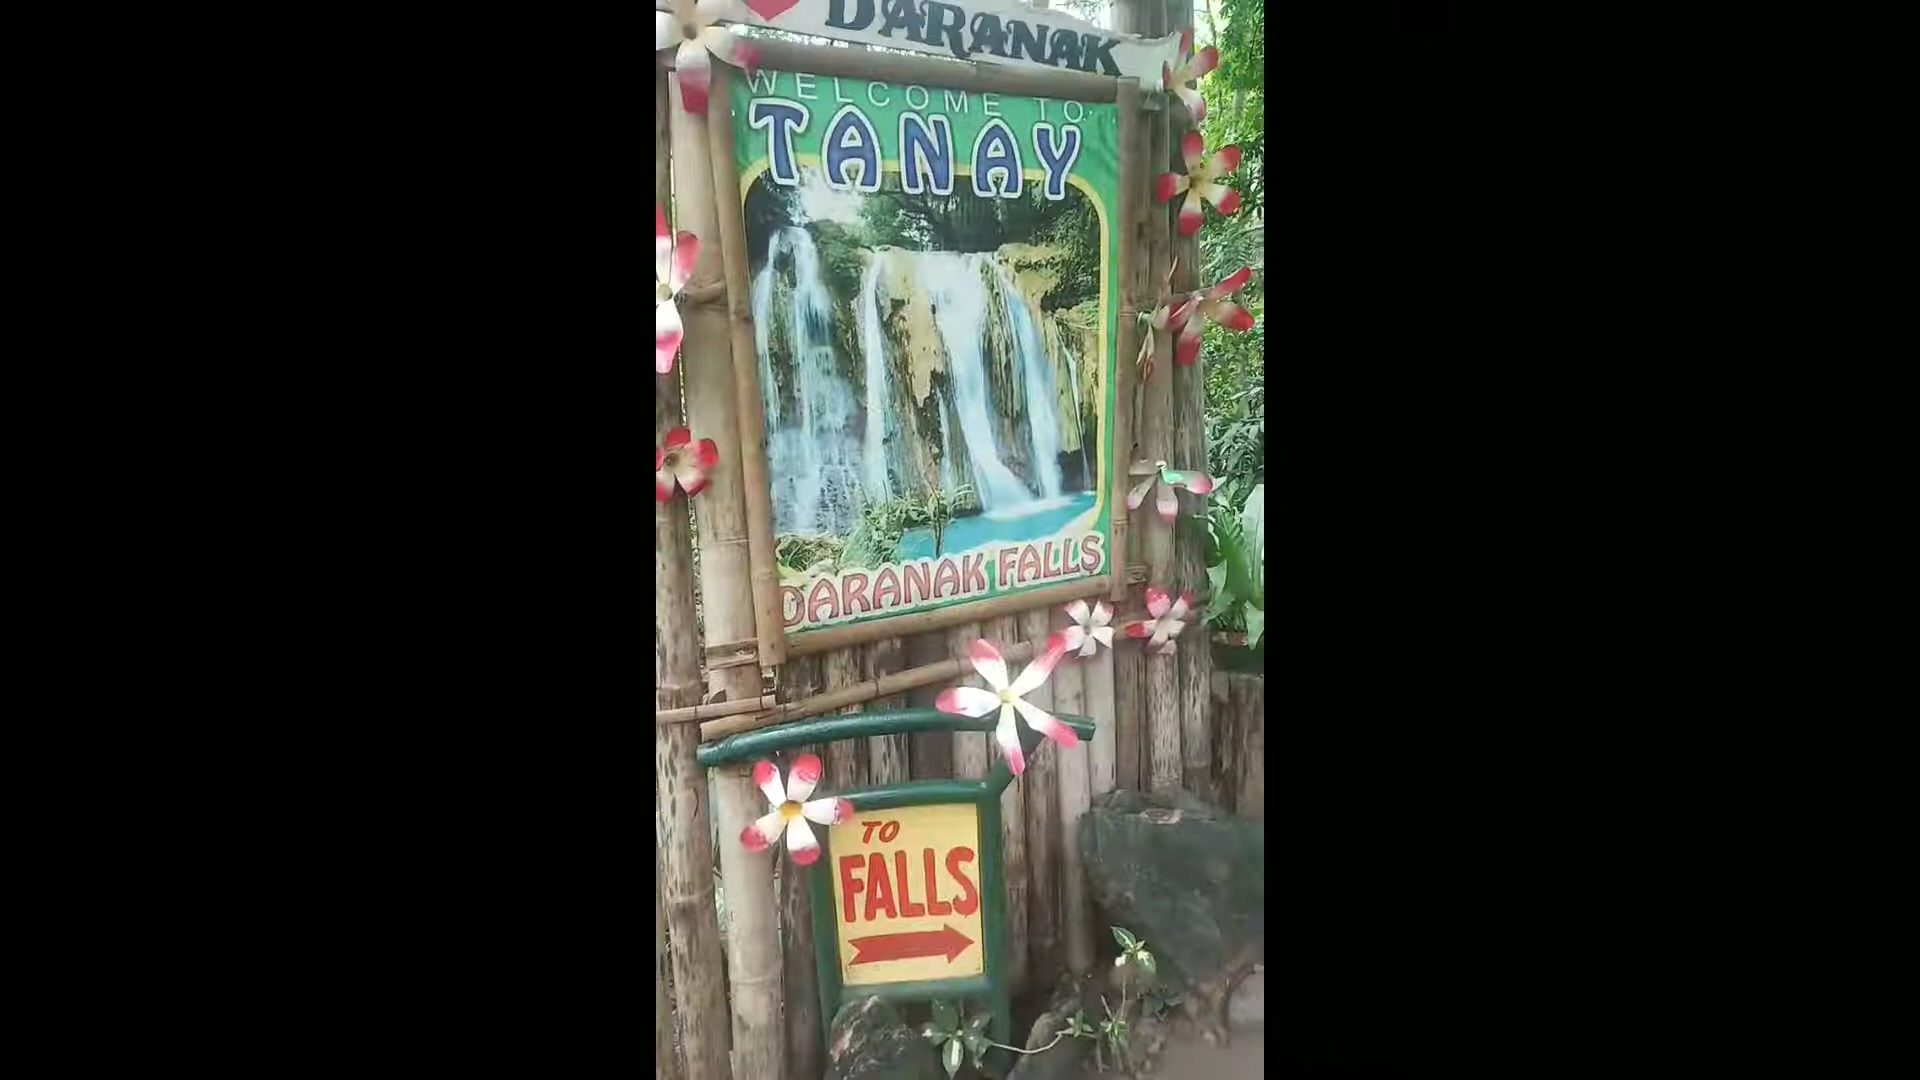 DARANAK
WELCOME TO
TANAY
DARANAK FALLS
TO
FALLS